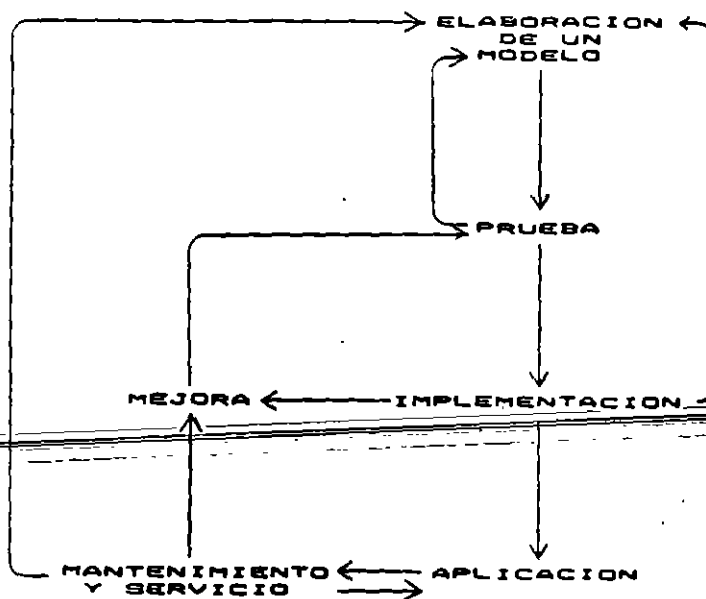 ELABORACION
DE UN
MODELO
PRUEBA
MEJORA
IMPLEMENTACION
MANTENIMIENTO
Y SERVICIO
APLICACION